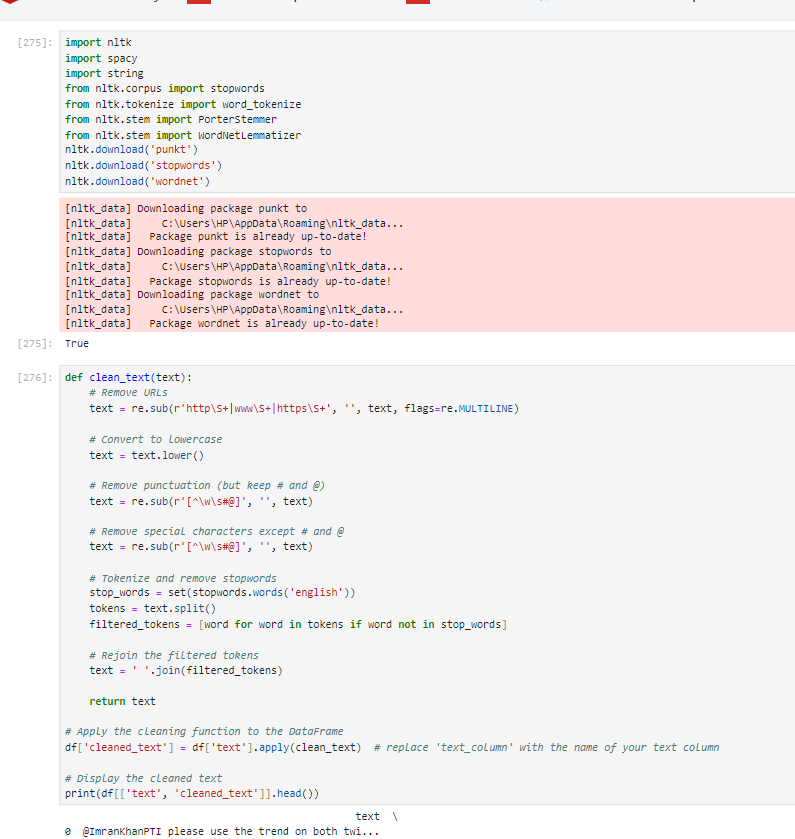 [275]: import nltk
import spacy
import string
from nltk.corpus import stopwords
from nltk.tokenize import word_tokenize
from nltk.stem import PorterStemmer
from nltk.stem import WordNetLemmatizer
nltk.download('punkt')
nltk.download('stopwords')
nltk.download('wordnet')
[nltk_data] Downloading package punkt to
[nltk_data]     C:\Users\HP\AppData\Roaming\nltk_data...
[nltk_data]   Package punkt is already up-to-date!
[nltk_data] Downloading package stopwords to
[nltk_data]     C:\Users\HP\AppData\Roaming\nltk_data...
[nltk_data]   Package stopwords is already up-to-date!
[nltk_data] Downloading package wordnet to
[nltk_data]     C:\Users\HP\AppData\Roaming\nltk_data...
[nltk_data]   Package wordnet is already up-to-date!
[275]: True
[276]: def clean_text(text):
    # Remove URLs
    text = re.sub(r'http\S+|www\S+|https\S+', '', text, flags=re.MULTILINE)
    # Convert to lowercase
    text = text.lower()
    # Remove punctuation (but keep # and @)
    text = re.sub(r'[^\w\s#@]', '', text)
    # Remove special characters except # and @
    text = re.sub(r'[^\w\s#@]', '', text)
    # Tokenize and remove stopwords
    stop_words = set(stopwords.words('english'))
    tokens = text.split()
    filtered_tokens = [word for word in tokens if word not in stop_words]
    # Rejoin the filtered tokens
    text = ' '.join(filtered_tokens)
    return text
# Apply the cleaning function to the DataFrame
df['cleaned_text'] = df['text'].apply(clean_text)  # replace 'text_column' with the name of your text column
# Display the cleaned text
print(df[['text', 'cleaned_text']].head())
text  \
0  @ImranKhanPTI please use the trend on both twi...